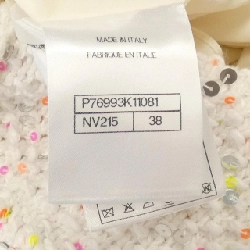 MADE IN ITALY
FABRIQUE EN ITALIE
P76993K11081
NV215 38